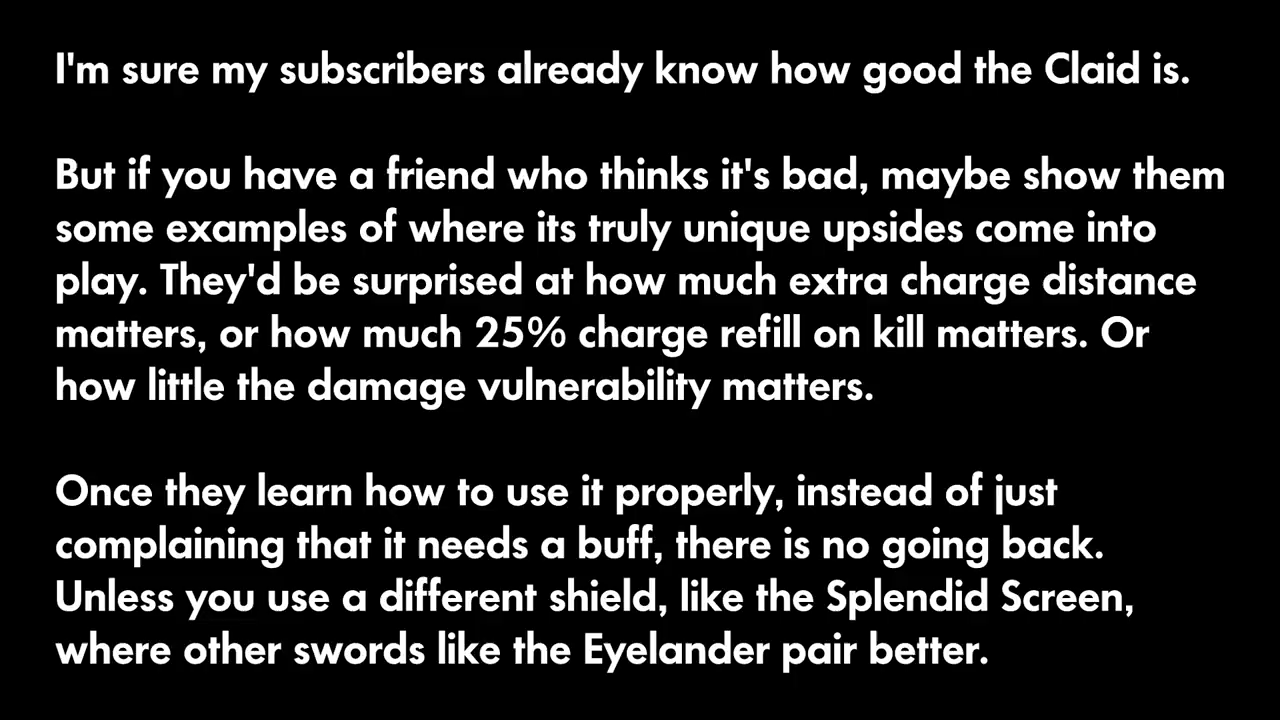 I'm sure my subscribers already know how good the Claid is.
But if you have a friend who thinks it's bad, maybe show them
some examples of where its truly unique upsides come into
play. They'd be surprised at how much extra charge distance
matters, or how much 25% charge refill on kill matters. Or
how little the damage vulnerability matters.
Once they learn how to use it properly, instead of just
complaining that it needs a buff, there is no going back.
Unless you use a different shield, like the Splendid Screen,
where other swords like the Eyelander pair better.